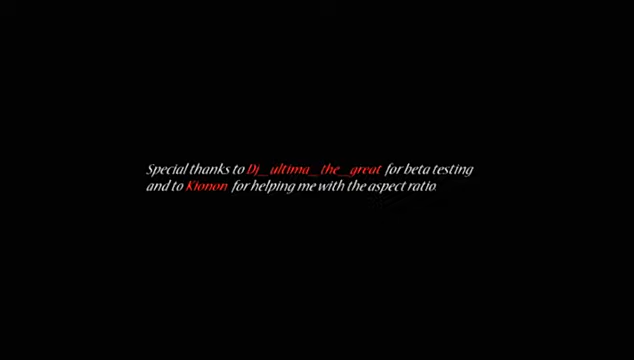 Special thanks to Dj_ultima_the_great for beta testing
and to Kionon for helping me with the aspect ratio.